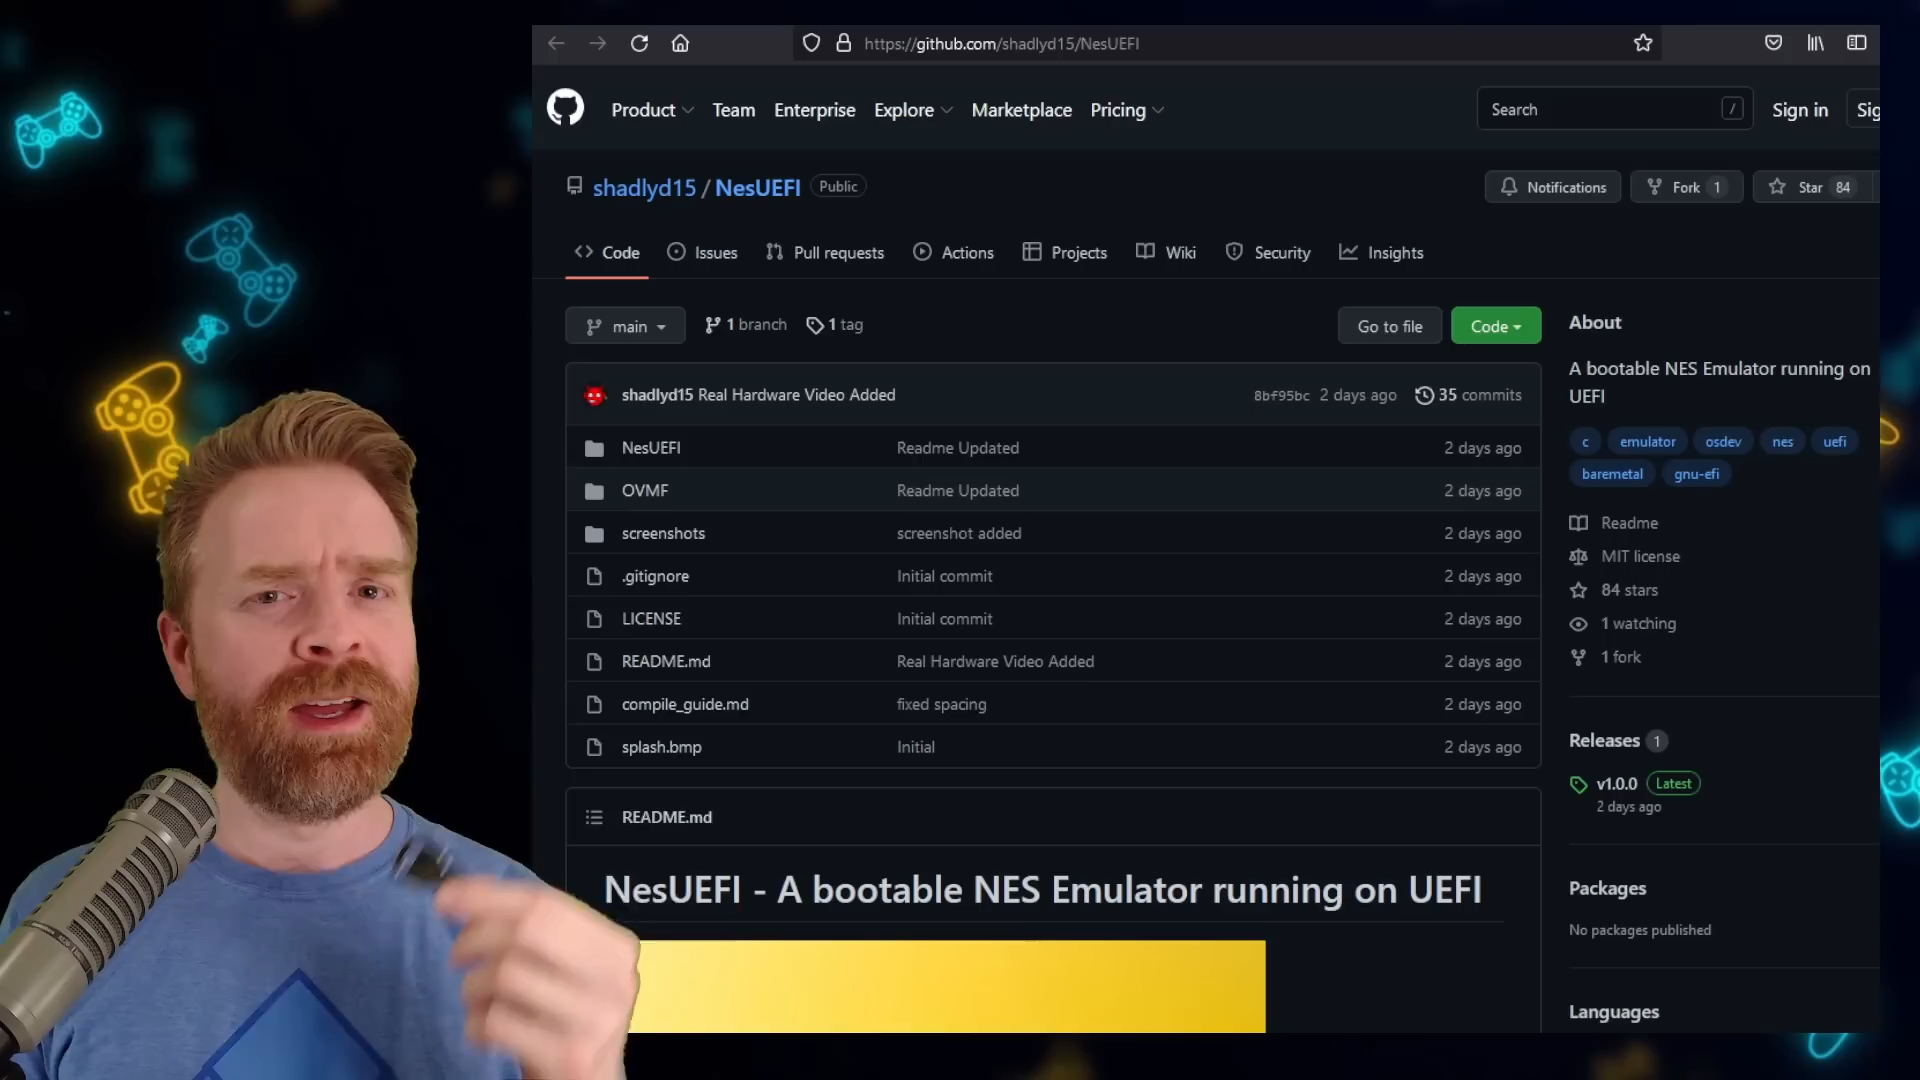 https://github.com/shadlyd15/NesUEFI
Product Team Enterprise Explore Marketplace Pricing
Search /
Sign in
Sig
shadlyd15 / NesUEFI Public
Notifications
Fork 1
Star 84
Code Issues Pull requests Actions Projects Wiki Security Insights
main 1 branch 1 tag
Go to file Code
shadlyd15 Real Hardware Video Added 8bf95bc 2 days ago 35 commits
NesUEFI Readme Updated 2 days ago
OVMF Readme Updated 2 days ago
screenshots screenshot added 2 days ago
.gitignore Initial commit 2 days ago
LICENSE Initial commit 2 days ago
README.md Real Hardware Video Added 2 days ago
compile_guide.md fixed spacing 2 days ago
splash.bmp Initial 2 days ago
README.md
NesUEFI - A bootable NES Emulator running on UEFI
About
A bootable NES Emulator running on
UEFI
c emulator osdev nes uefi
baremetal gnu-efi
Readme
MIT license
84 stars
1 watching
1 fork
Releases 1
v1.0.0 Latest
2 days ago
Packages
No packages published
Languages